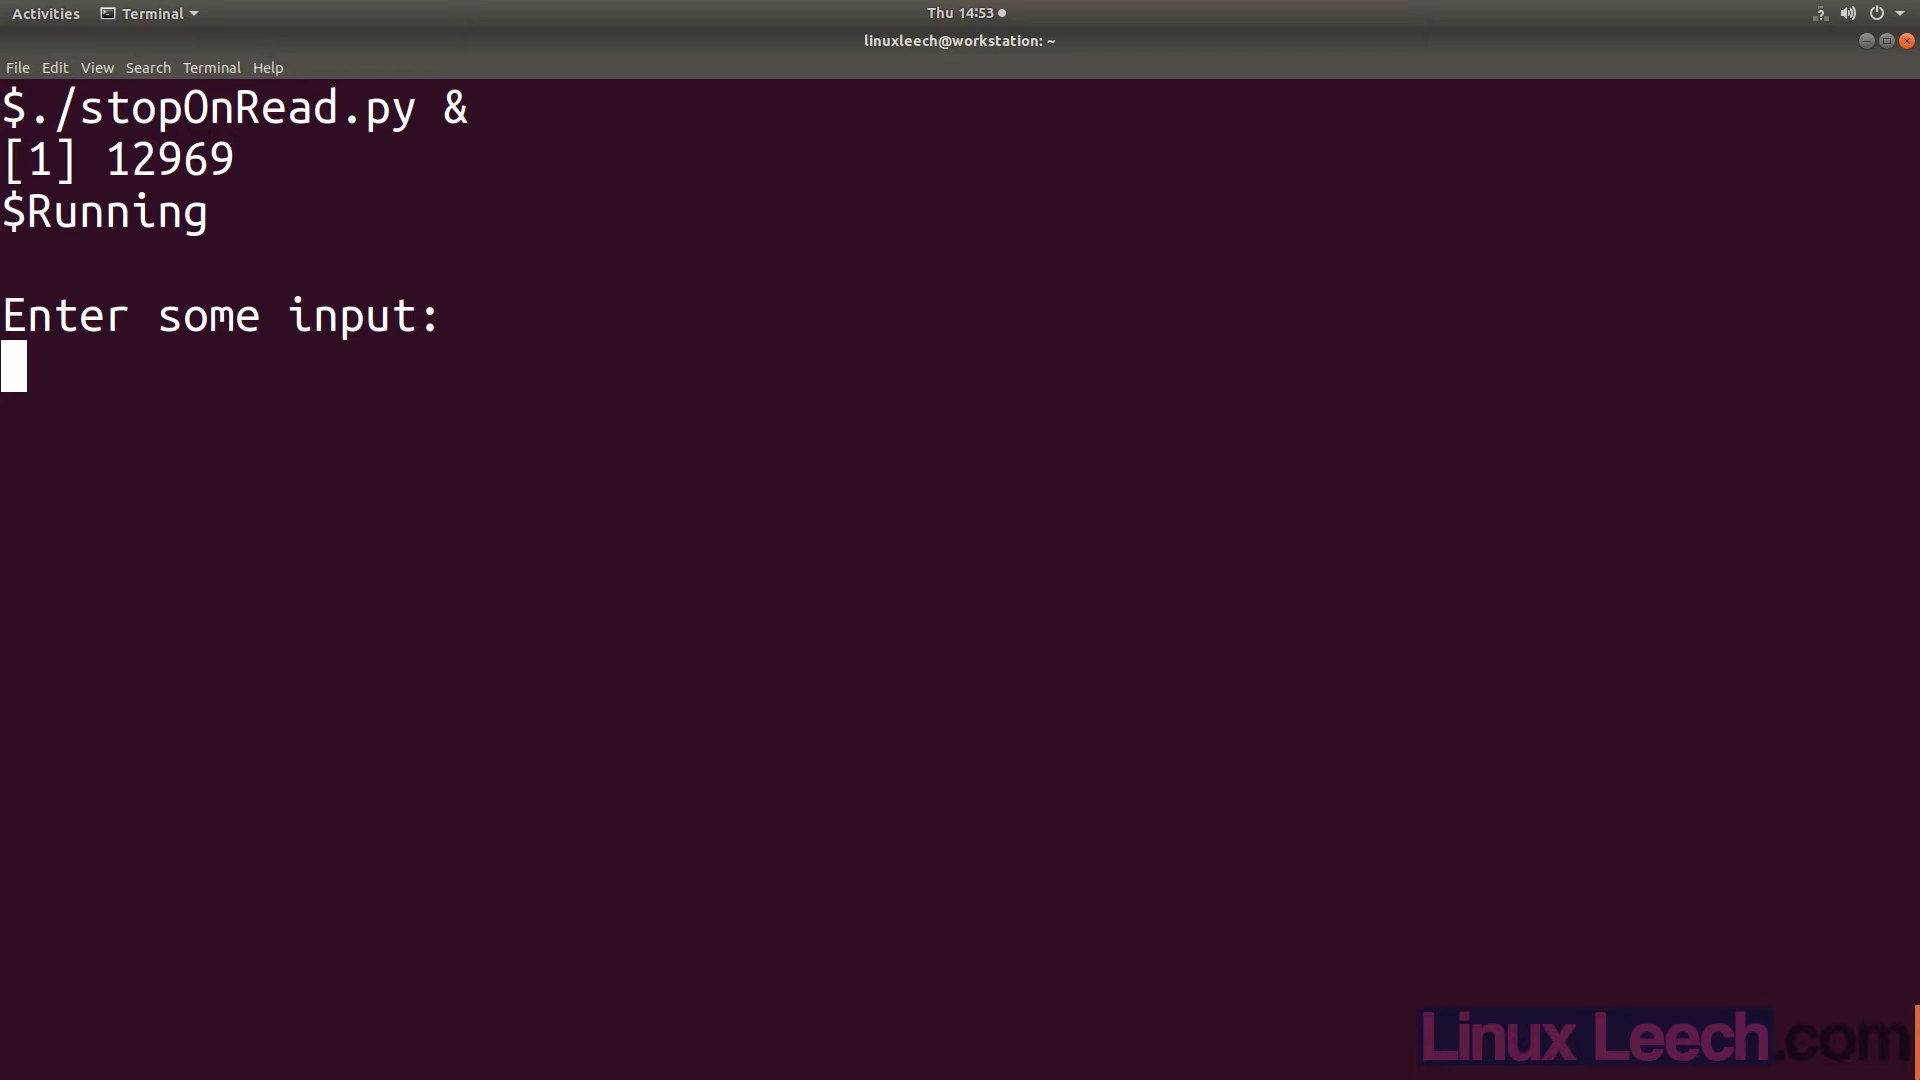 Activities Terminal Thu 14:53
linuxleech@workstation: ~
File Edit View Search Terminal Help
$./stopOnRead.py &
[1] 12969
$Running
Enter some input:
Linux Leech.com